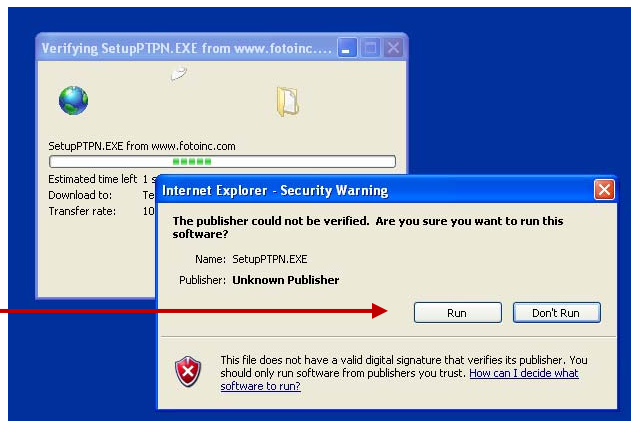 Verifying SetupPTPN.EXE from www.fotoinc....
SetupPTPN.EXE from www.fotoinc.com
Estimated time left 1 s
Download to: Te
Transfer rate: 10
Internet Explorer - Security Warning
The publisher could not be verified. Are you sure you want to run this
software?
Name: SetupPTPN.EXE
Publisher: Unknown Publisher
Run Don't Run
This file does not have a valid digital signature that verifies its publisher. You
should only run software from publishers you trust. How can I decide what
software to run?